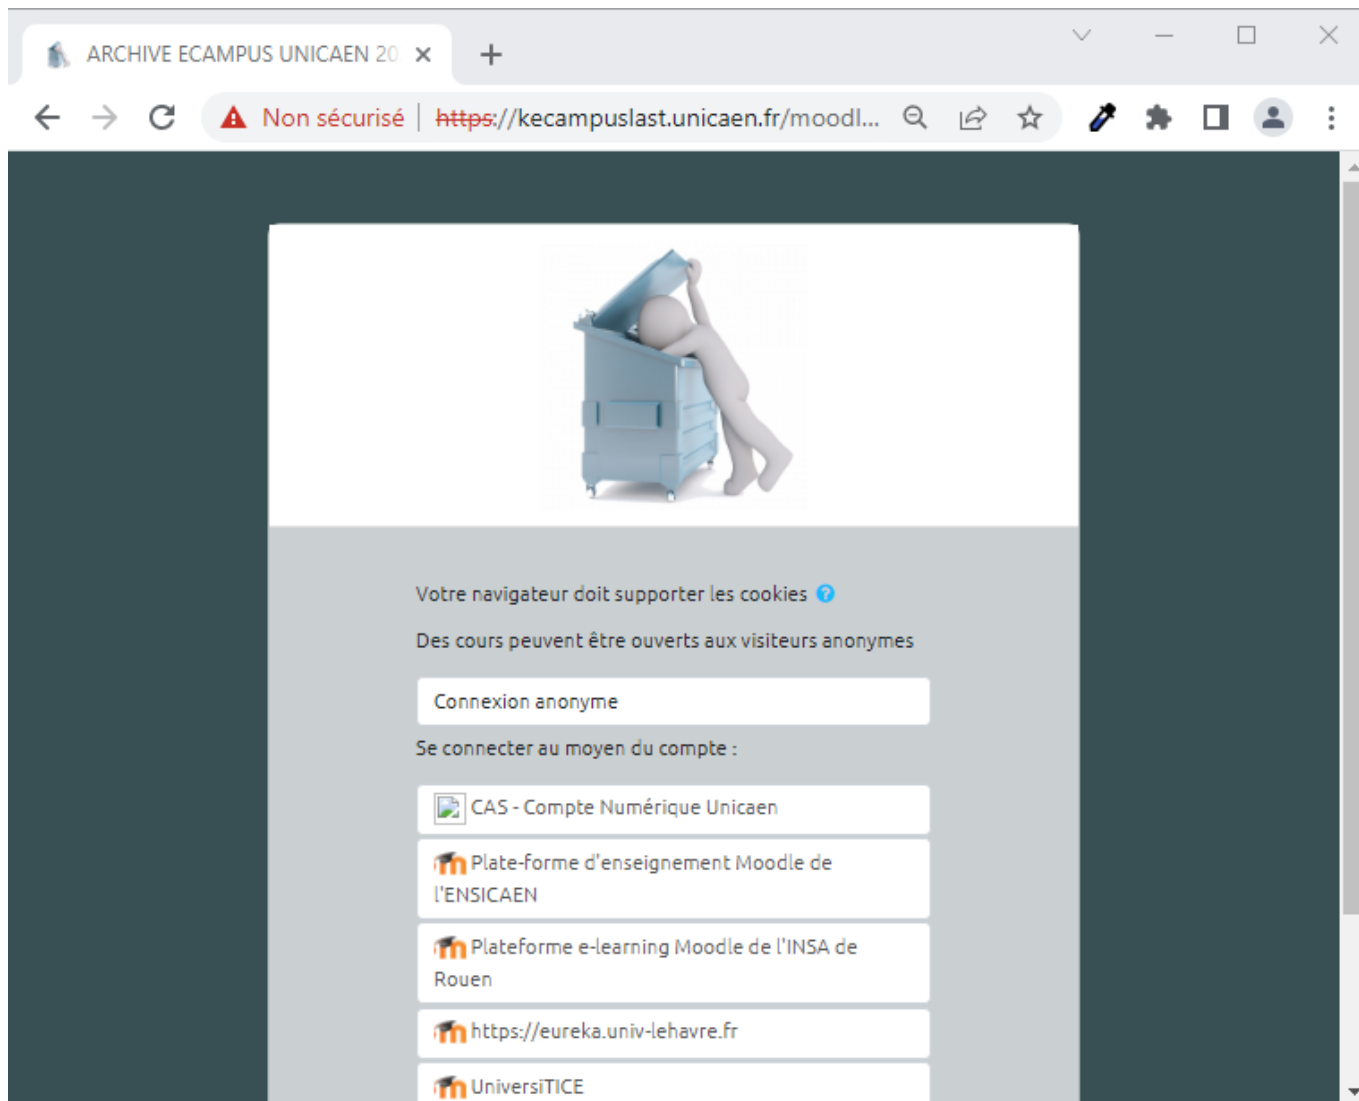 ARCHIVE ECAMPUS UNICAEN 20
Non sécurisé
https://kecampuslast.unicaen.fr/moodl...
Votre navigateur doit supporter les cookies
Des cours peuvent être ouverts aux visiteurs anonymes
Connexion anonyme
Se connecter au moyen du compte :
CAS - Compte Numérique Unicaen
Plate-forme d'enseignement Moodle de
l'ENSICAEN
Plateforme e-learning Moodle de l'INSA de
Rouen
https://eureka.univ-lehavre.fr
UniversiTICE